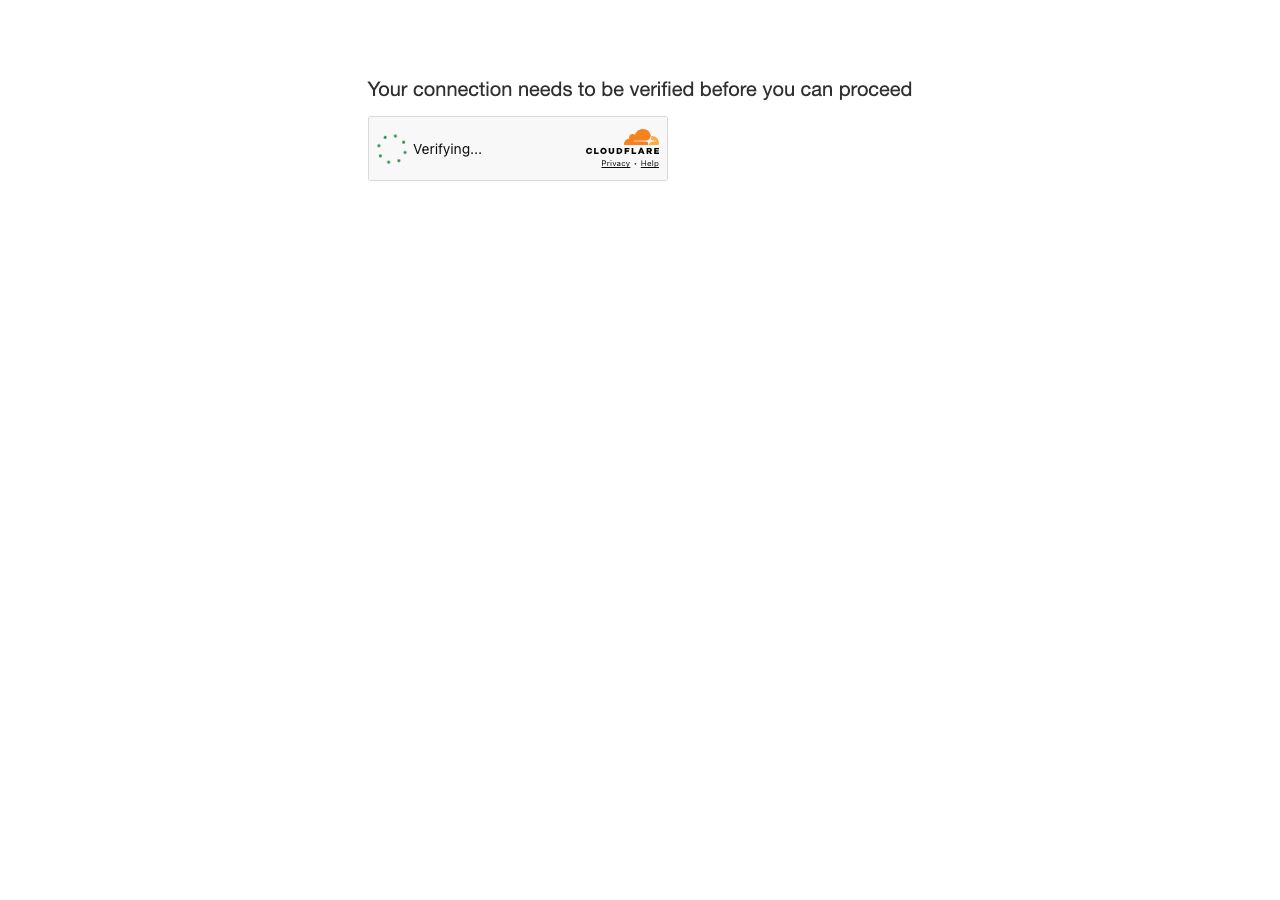 Your connection needs to be verified before you can proceed
Verifying...
CLOUDFLARE
Privacy • Help